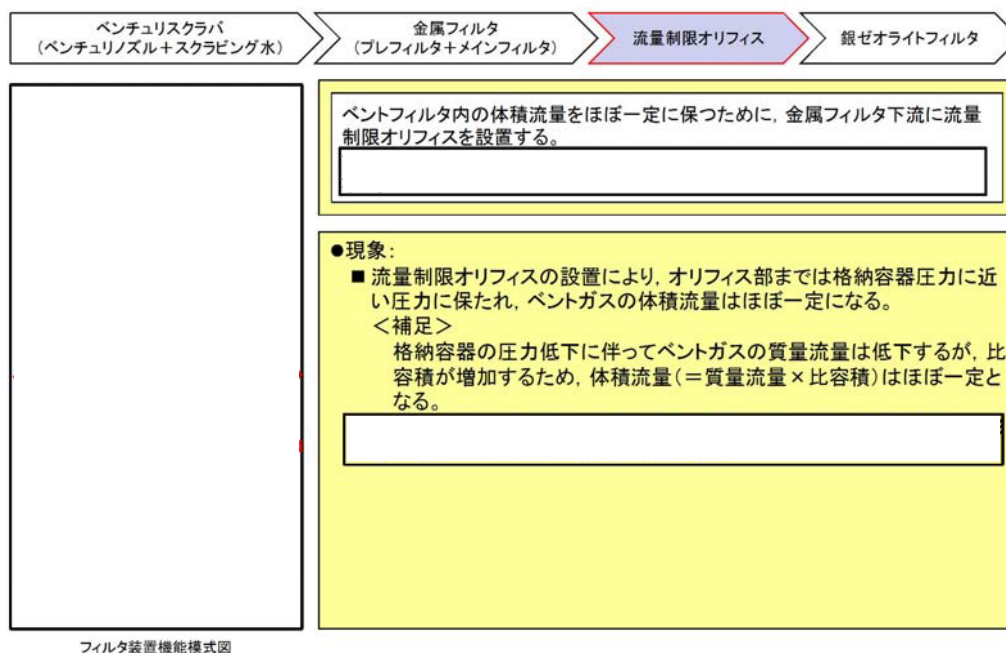 ベンチュリスクラバ
(ベンチュリノズル+スクラビング水)
金属フィルタ
(プレフィルタ+メインフィルタ)
流量制限オリフィス
銀ゼオライトフィルタ
ベントフィルタ内の体積流量をほぼ一定に保つために, 金属フィルタ下流に流量
制限オリフィスを設置する。
●現象:
■ 流量制限オリフィスの設置により, オリフィス部までは格納容器圧力に近
い圧力に保たれ, ベントガスの体積流量はほぼ一定になる。
<補足>
格納容器の圧力低下に伴ってベントガスの質量流量は低下するが, 比
容積が増加するため, 体積流量(=質量流量×比容積)はほぼ一定と
なる。
フィルタ装置機能模式図